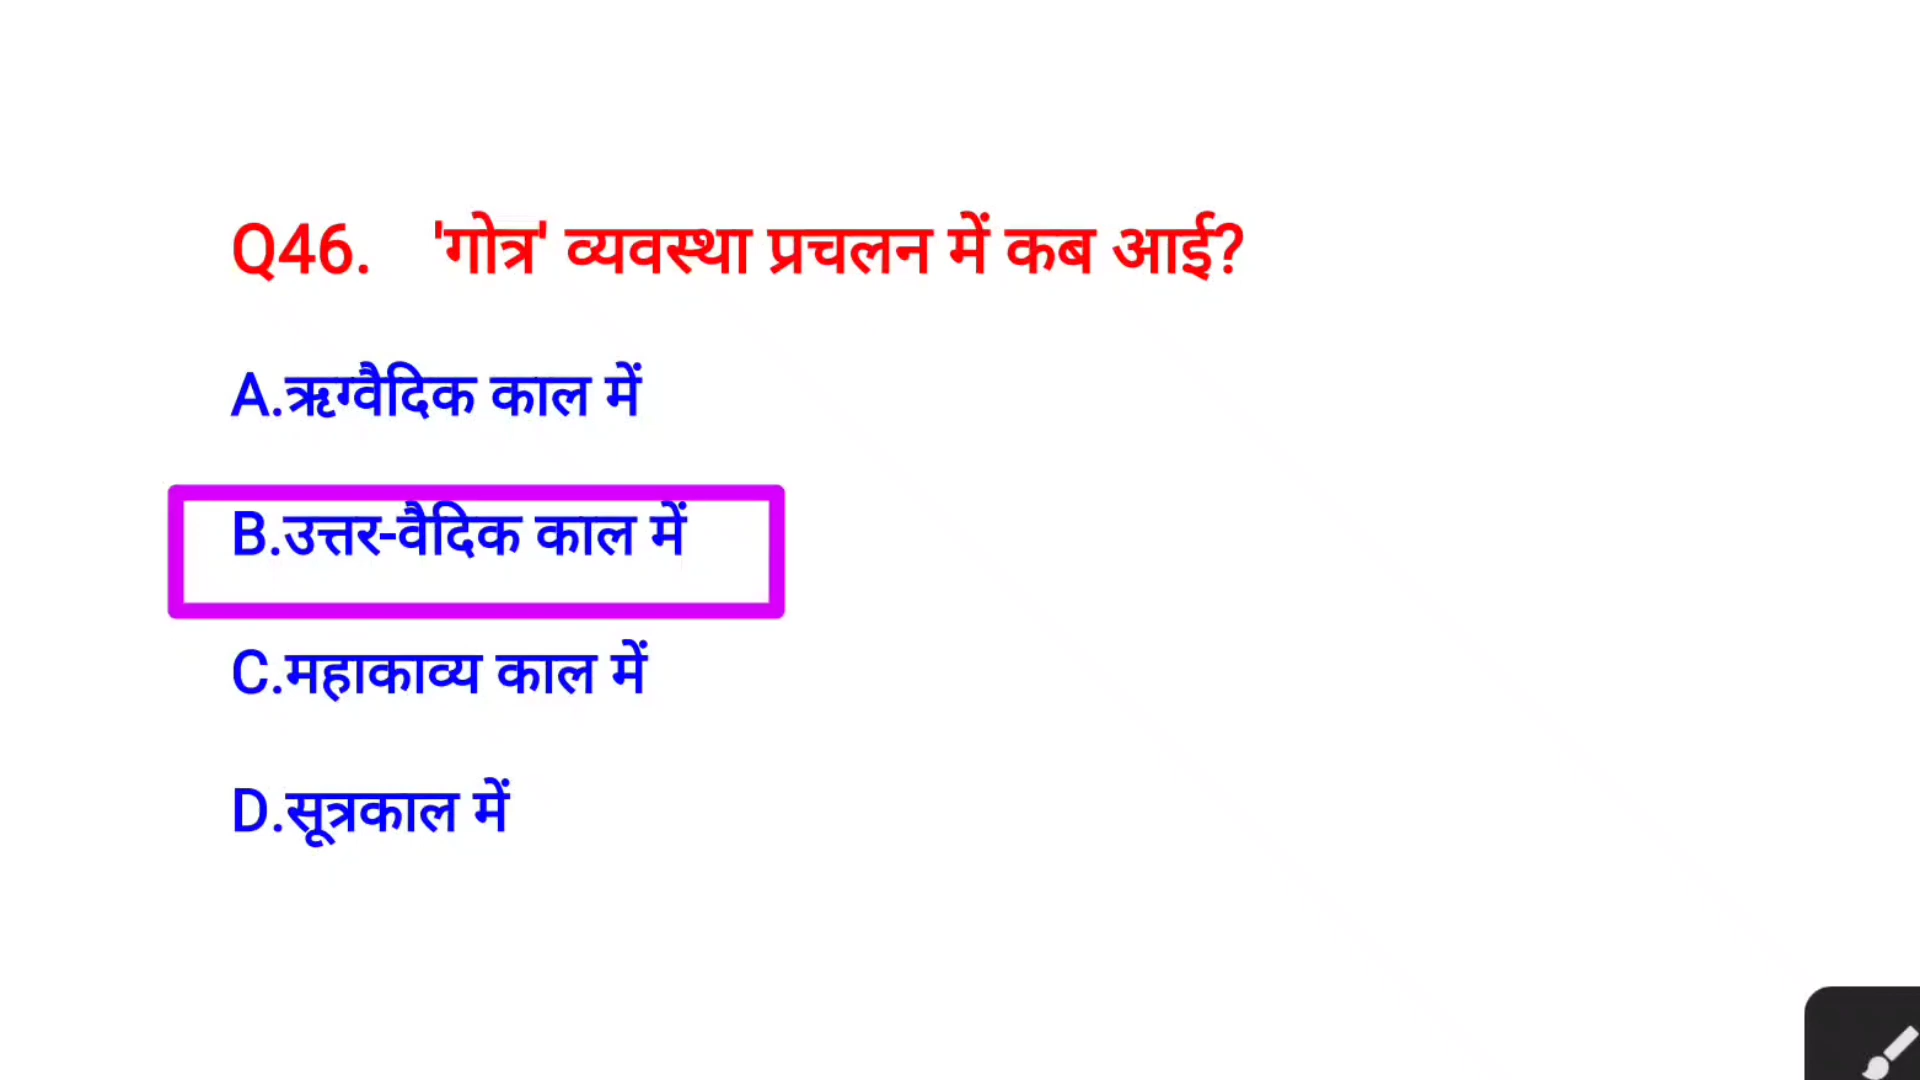 Q46. 'गोत्र' व्यवस्था प्रचलन में कब आई?
A.ऋग्वैदिक काल में
B.उत्तर-वैदिक काल में
C.महाकाव्य काल में
D.सूत्रकाल में